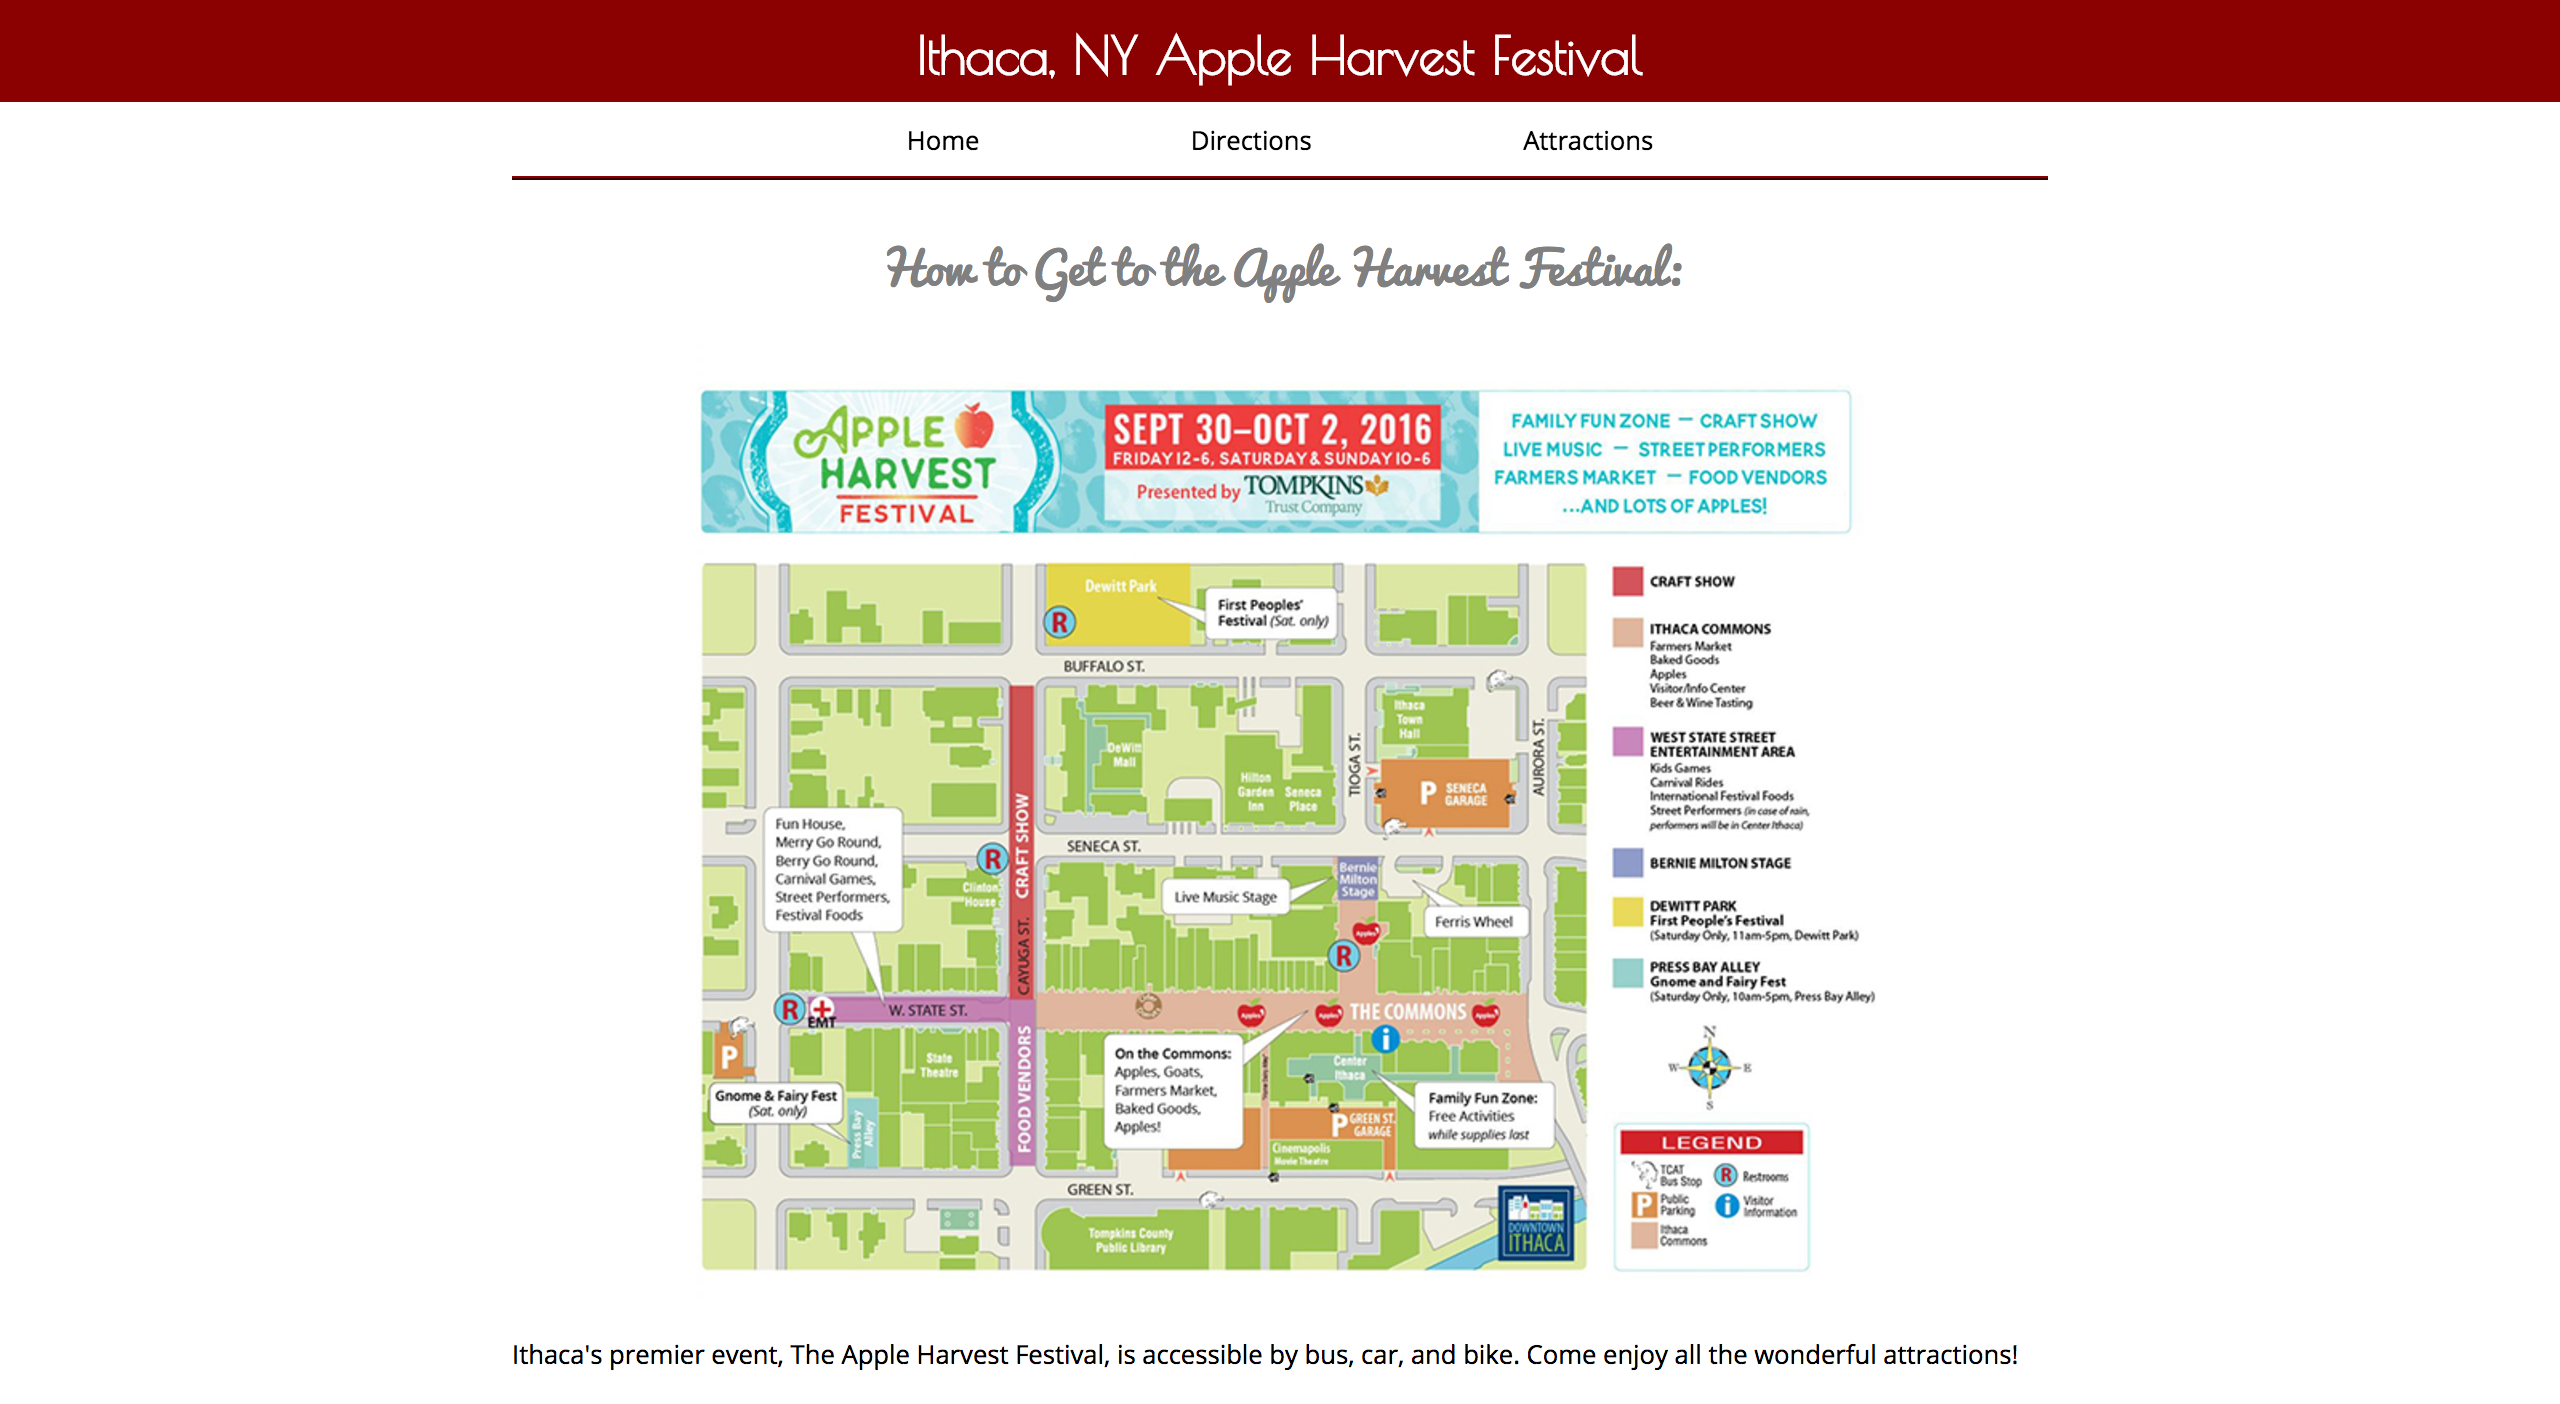 Ithaca, NY Apple Harvest Festival
Home
Directions
Attractions
How to Get to the Apple Harvest Festival:
APPLE
HARVEST
FESTIVAL
SEPT 30–OCT 2, 2016
FRIDAY 12-6, SATURDAY & SUNDAY 10-6
Presented by TOMPKINS
Trust Company
FAMILY FUN ZONE — CRAFT SHOW
LIVE MUSIC — STREET PERFORMERS
FARMERS MARKET — FOOD VENDORS
...AND LOTS OF APPLES!
Dewitt Park
First Peoples'
Festival (Sat. only)
R
BUFFALO ST.
DeWitt
Mall
Hilton
Garden
Inn
Seneca
Place
TIOGA ST.
Ithaca
Town
Hall
P SENECA
GARAGE
AURORA ST.
CRAFT SHOW
Fun House,
Merry Go Round,
Berry Go Round,
Carnival Games,
Street Performers,
Festival Foods
R
Clinton
House
SENECA ST.
Bernie
Milton
Stage
Live Music Stage
Ferris Wheel
CAYUGA ST.
Apples
R
R
EMT
W. STATE ST.
Apples
Apples
THE COMMONS
Apples
i
P
State
Theatre
FOOD VENDORS
On the Commons:
Apples, Goats,
Farmers Market,
Baked Goods,
Apples!
Center
Ithaca
Gnome & Fairy Fest
(Sat. only)
Press Bay
Alley
P GREEN ST.
GARAGE
Cinemapolis
Movie Theatre
Family Fun Zone:
Free Activities
while supplies last
GREEN ST.
Tompkins County
Public Library
DOWNTOWN
ITHACA
CRAFT SHOW
ITHACA COMMONS
Farmers Market
Baked Goods
Apples
Visitor/Info Center
Beer & Wine Tasting
WEST STATE STREET
ENTERTAINMENT AREA
Kids Games
Carnival Rides
International Festival Foods
Street Performers (in case of rain,
performers will be in Center Ithaca)
BERNIE MILTON STAGE
DEWITT PARK
First People's Festival
(Saturday Only, 11am-5pm, Dewitt Park)
PRESS BAY ALLEY
Gnome and Fairy Fest
(Saturday Only, 10am-5pm, Press Bay Alley)
N
W E
S
LEGEND
TCAT
Bus Stop
R Restrooms
P Public
Parking
i Visitor
Information
Ithaca
Commons
Ithaca's premier event, The Apple Harvest Festival, is accessible by bus, car, and bike. Come enjoy all the wonderful attractions!